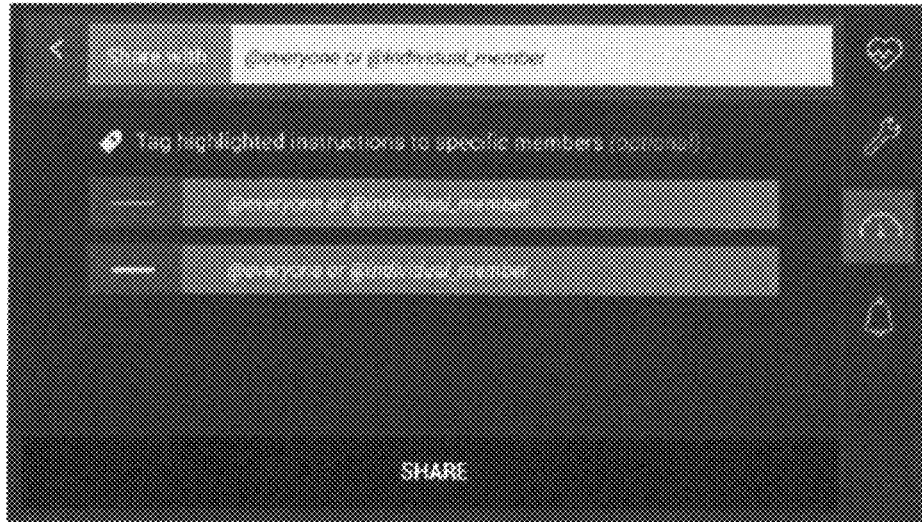 < Share with: @everyone or @individual_member
Tag highlighted instructions to specific members (optional):
@everyone or @individual_member
@everyone or @individual_member
SHARE